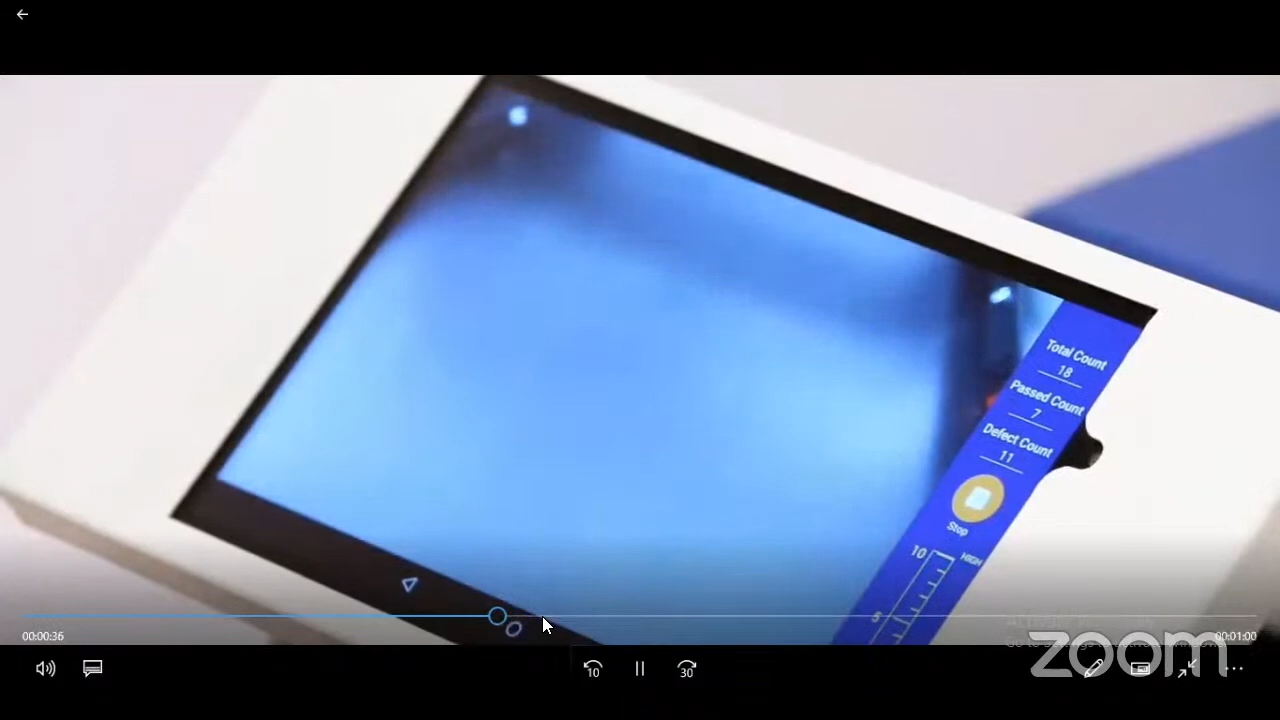 Total Count
18
Passed Count
7
Defect Count
11
Stop
10
HIGH
5
00:00:36
00:01:00
10
30
zoom